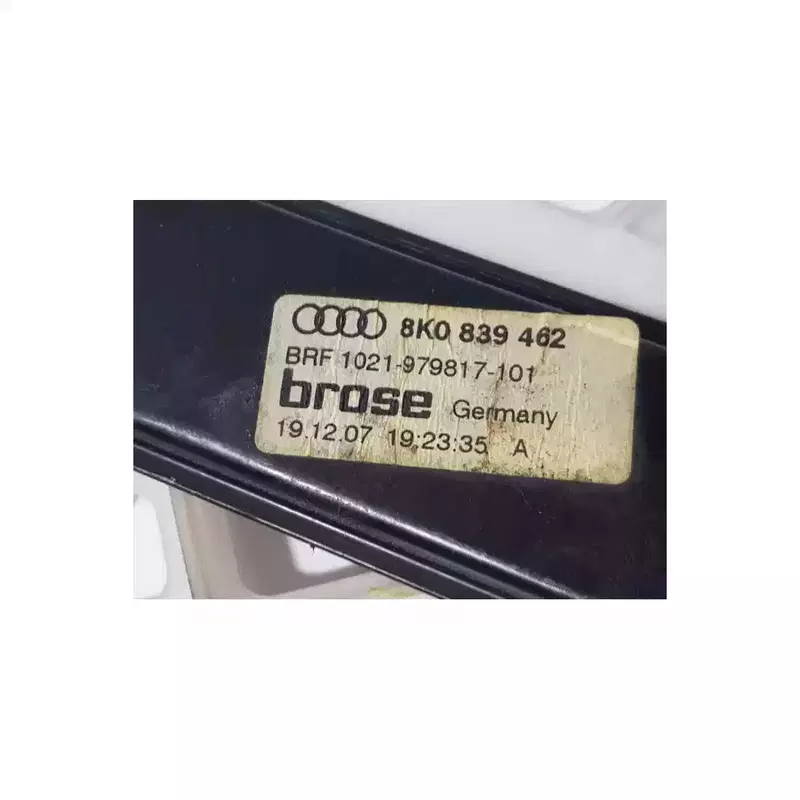 8K0 839 462
BRF 1021-979817-101
brose Germany
19.12.07 19:23:35 A